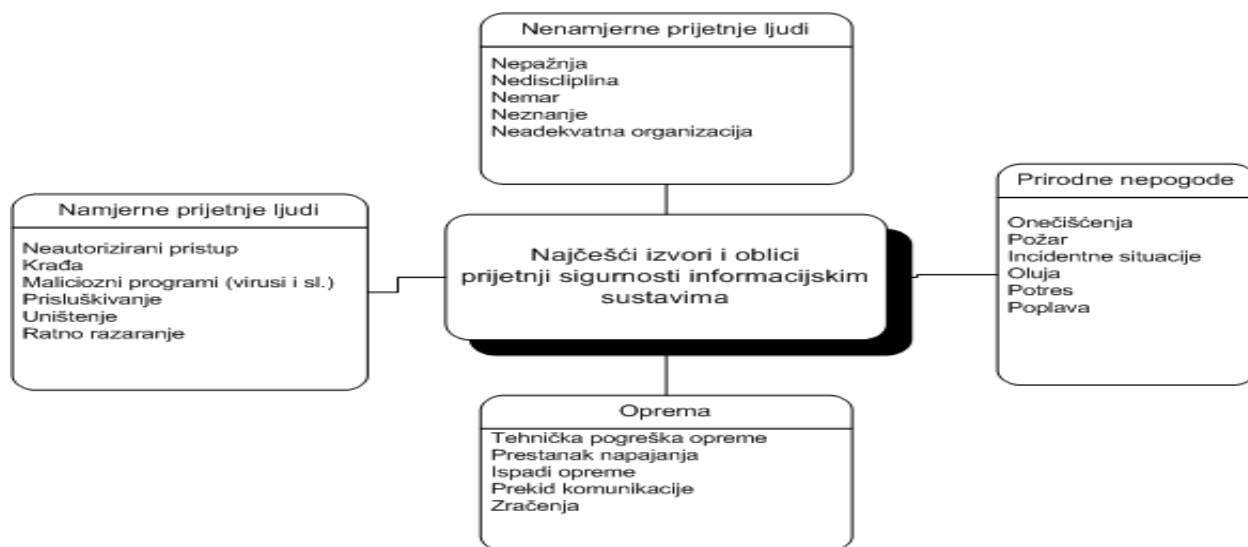 Nenamjerne prijetnje ljudi
Nepažnja
Nediscliplina
Nemar
Neznanje
Neadekvatna organizacija
Namjerne prijetnje ljudi
Neautorizirani pristup
Krađa
Maliciozni programi (virusi i sl.)
Prisluškivanje
Uništenje
Ratno razaranje
Najčešći izvori i oblici
prijetnji sigurnosti informacijskim
sustavima
Prirodne nepogode
Onečišćenja
Požar
Incidentne situacije
Oluja
Potres
Poplava
Oprema
Tehnička pogreška opreme
Prestanak napajanja
Ispadi opreme
Prekid komunikacije
Zračenja